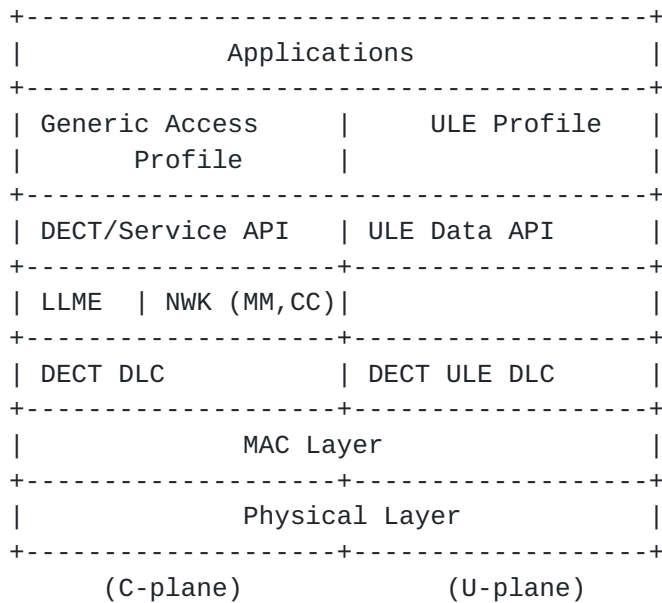 +----------------------------------------+
|             Applications               |
+----------------------------------------+
| Generic Access     |     ULE Profile   |
|       Profile      |                   |
+----------------------------------------+
| DECT/Service API   | ULE Data API      |
+--------------------+-------------------+
| LLME  | NWK (MM,CC)|                   |
+--------------------+-------------------+
| DECT DLC           | DECT ULE DLC      |
+--------------------+-------------------+
|              MAC Layer                 |
+--------------------+-------------------+
|              Physical Layer            |
+--------------------+-------------------+
      (C-plane)             (U-plane)